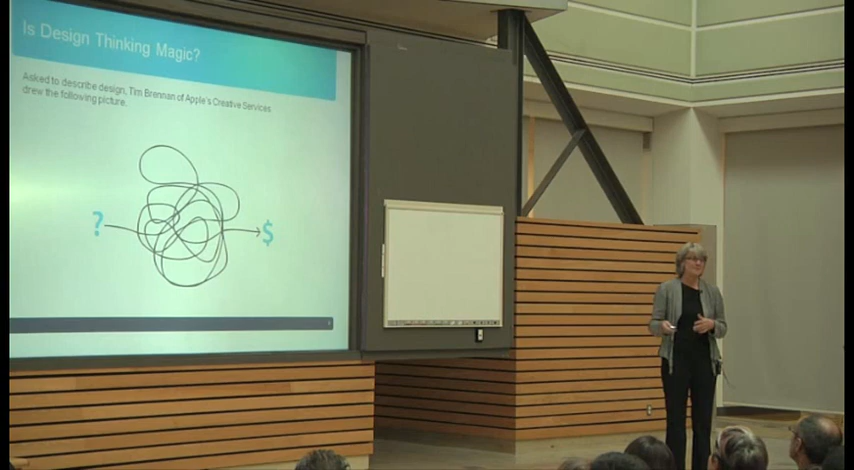 Is Design Thinking Magic?
Asked to describe design, Tim Brennan of Apple's Creative Services
drew the following picture.
? $